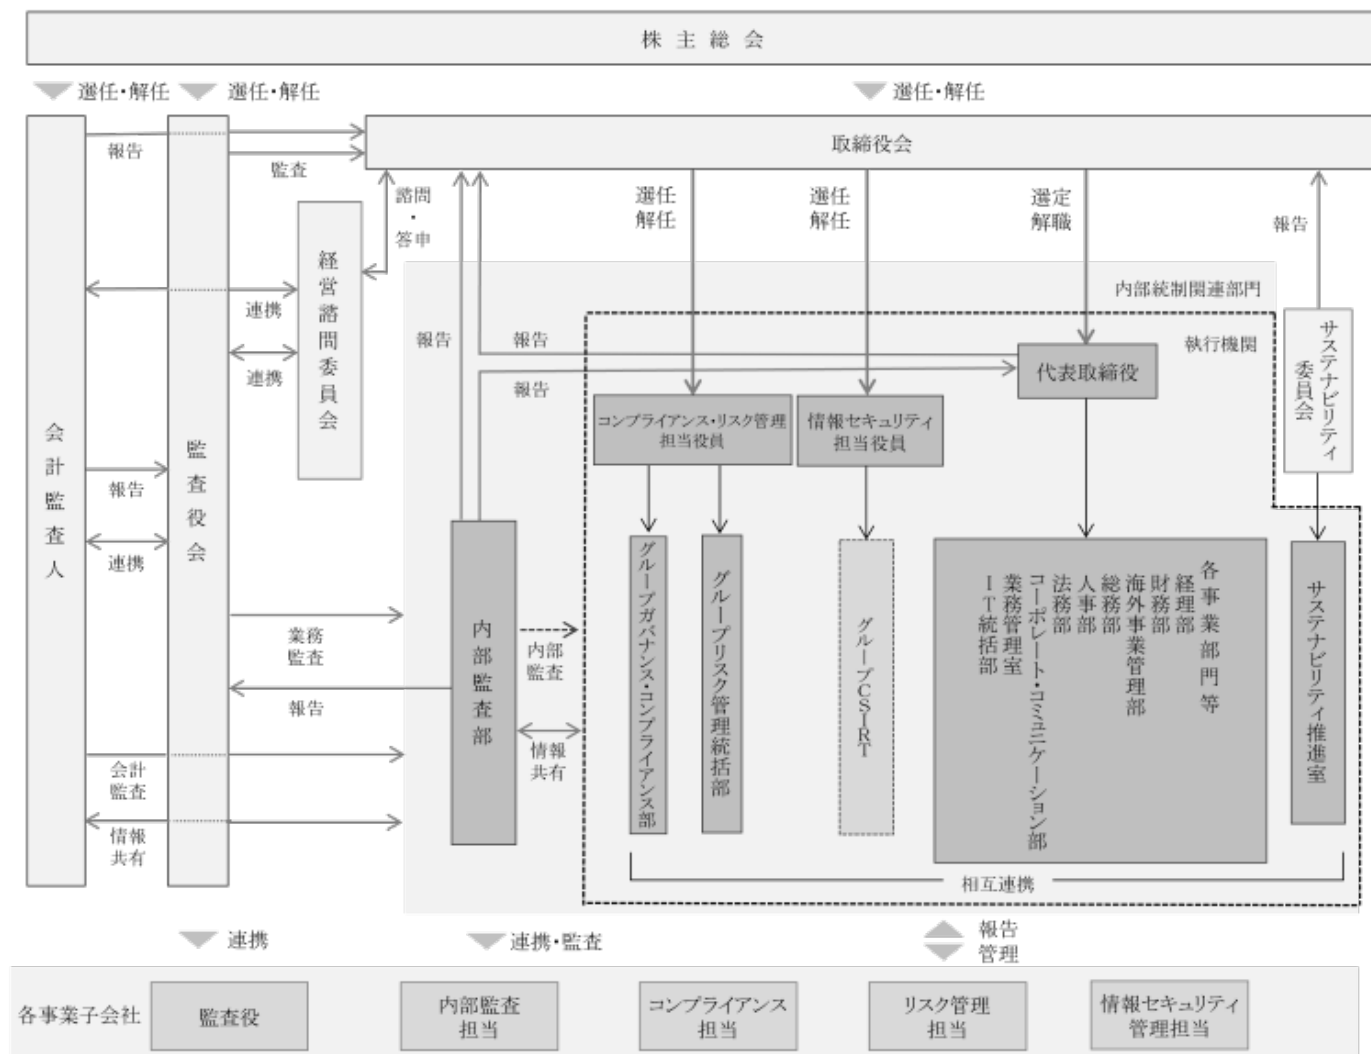 株主総会
選任・解任
選任・解任
選任・解任
取締役会
報告
監査
諮問
・
答申
選任
解任
選任
解任
選定
解職
報告
経営諮問委員会
連携
連携
内部統制関連部門
執行機関
報告
報告
報告
代表取締役
サステナビリティ
委員会
コンプライアンス・リスク管理
担当役員
情報セキュリティ
担当役員
会計監査人
監査役会
報告
連携
業務
監査
報告
会計
監査
情報
共有
内部監査部
内部
監査
情報
共有
グループガバナンス・コンプライアンス部
グループリスク管理統括部
グループCSIRT
各事業部門等
経理部
財務部
海外事業管理部
総務部
人事部
法務部
コーポレート・コミュニケーション部
業務管理室
IT統括部
サステナビリティ推進室
相互連携
連携
連携・監査
報告
管理
各事業子会社
監査役
内部監査
担当
コンプライアンス
担当
リスク管理
担当
情報セキュリティ
管理担当